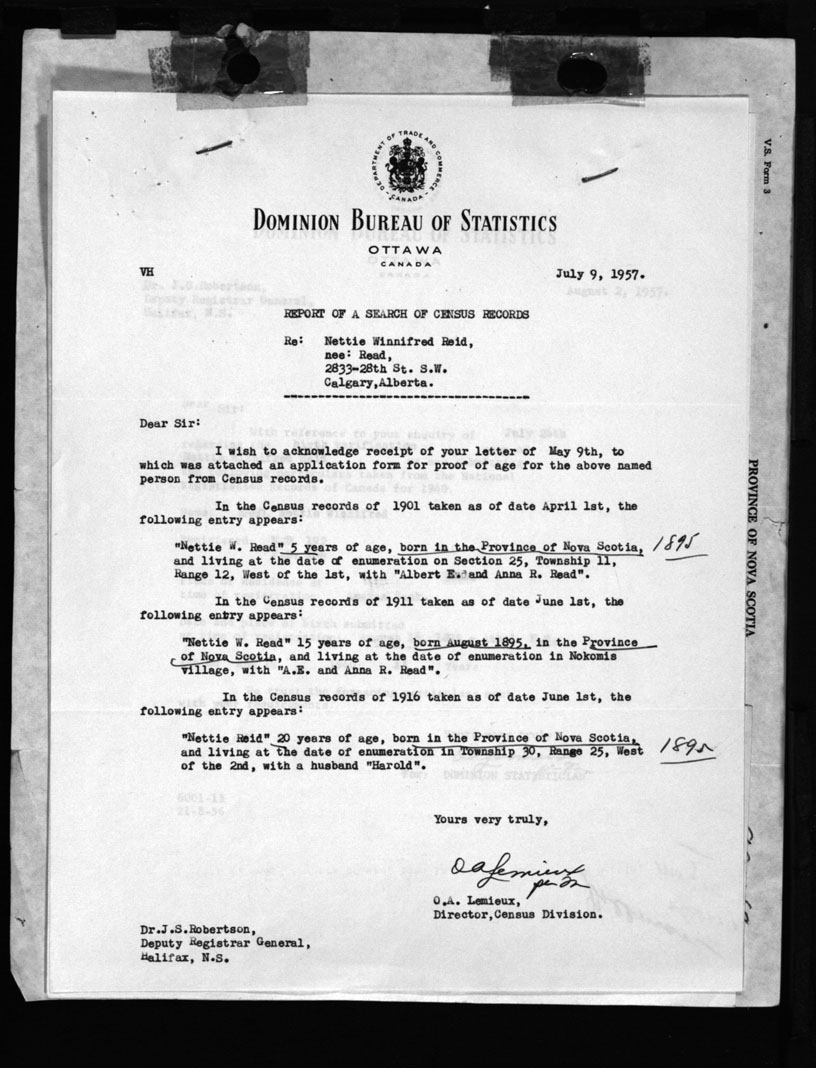 DEPARTMENT OF TRADE AND COMMERCE
CANADA
DOMINION BUREAU OF STATISTICS
OTTAWA
CANADA
VH
July 9, 1957.
REPORT OF A SEARCH OF CENSUS RECORDS
Re: Nettie Winnifred Reid,
nee: Read,
2833-28th St. S.W.
Calgary,Alberta.
Dear Sir:
I wish to acknowledge receipt of your letter of May 9th, to
which was attached an application form for proof of age for the above named
person from Census records.
In the Census records of 1901 taken as of date April 1st, the
following entry appears:
"Nettie W. Read" 5 years of age, born in the Province of Nova Scotia, 1895
and living at the date of enumeration on Section 25, Township 11,
Range 12, West of the 1st, with "Albert E. and Anna R. Read".
In the Census records of 1911 taken as of date June 1st, the
following entry appears:
"Nettie W. Read" 15 years of age, born August 1895, in the Province
of Nova Scotia, and living at the date of enumeration in Nokomis
village, with "A.E. and Anna R. Read".
In the Census records of 1916 taken as of date June 1st, the
following entry appears:
"Nettie Reid" 20 years of age, born in the Province of Nova Scotia,
and living at the date of enumeration in Township 30, Range 25, West 1895
of the 2nd, with a husband "Harold".
Yours very truly,
O A Lemieux
per
O.A. Lemieux,
Director,Census Division.
Dr.J.S.Robertson,
Deputy Registrar General,
Halifax, N.S.
V.S. Form 3
PROVINCE OF NOVA SCOTIA